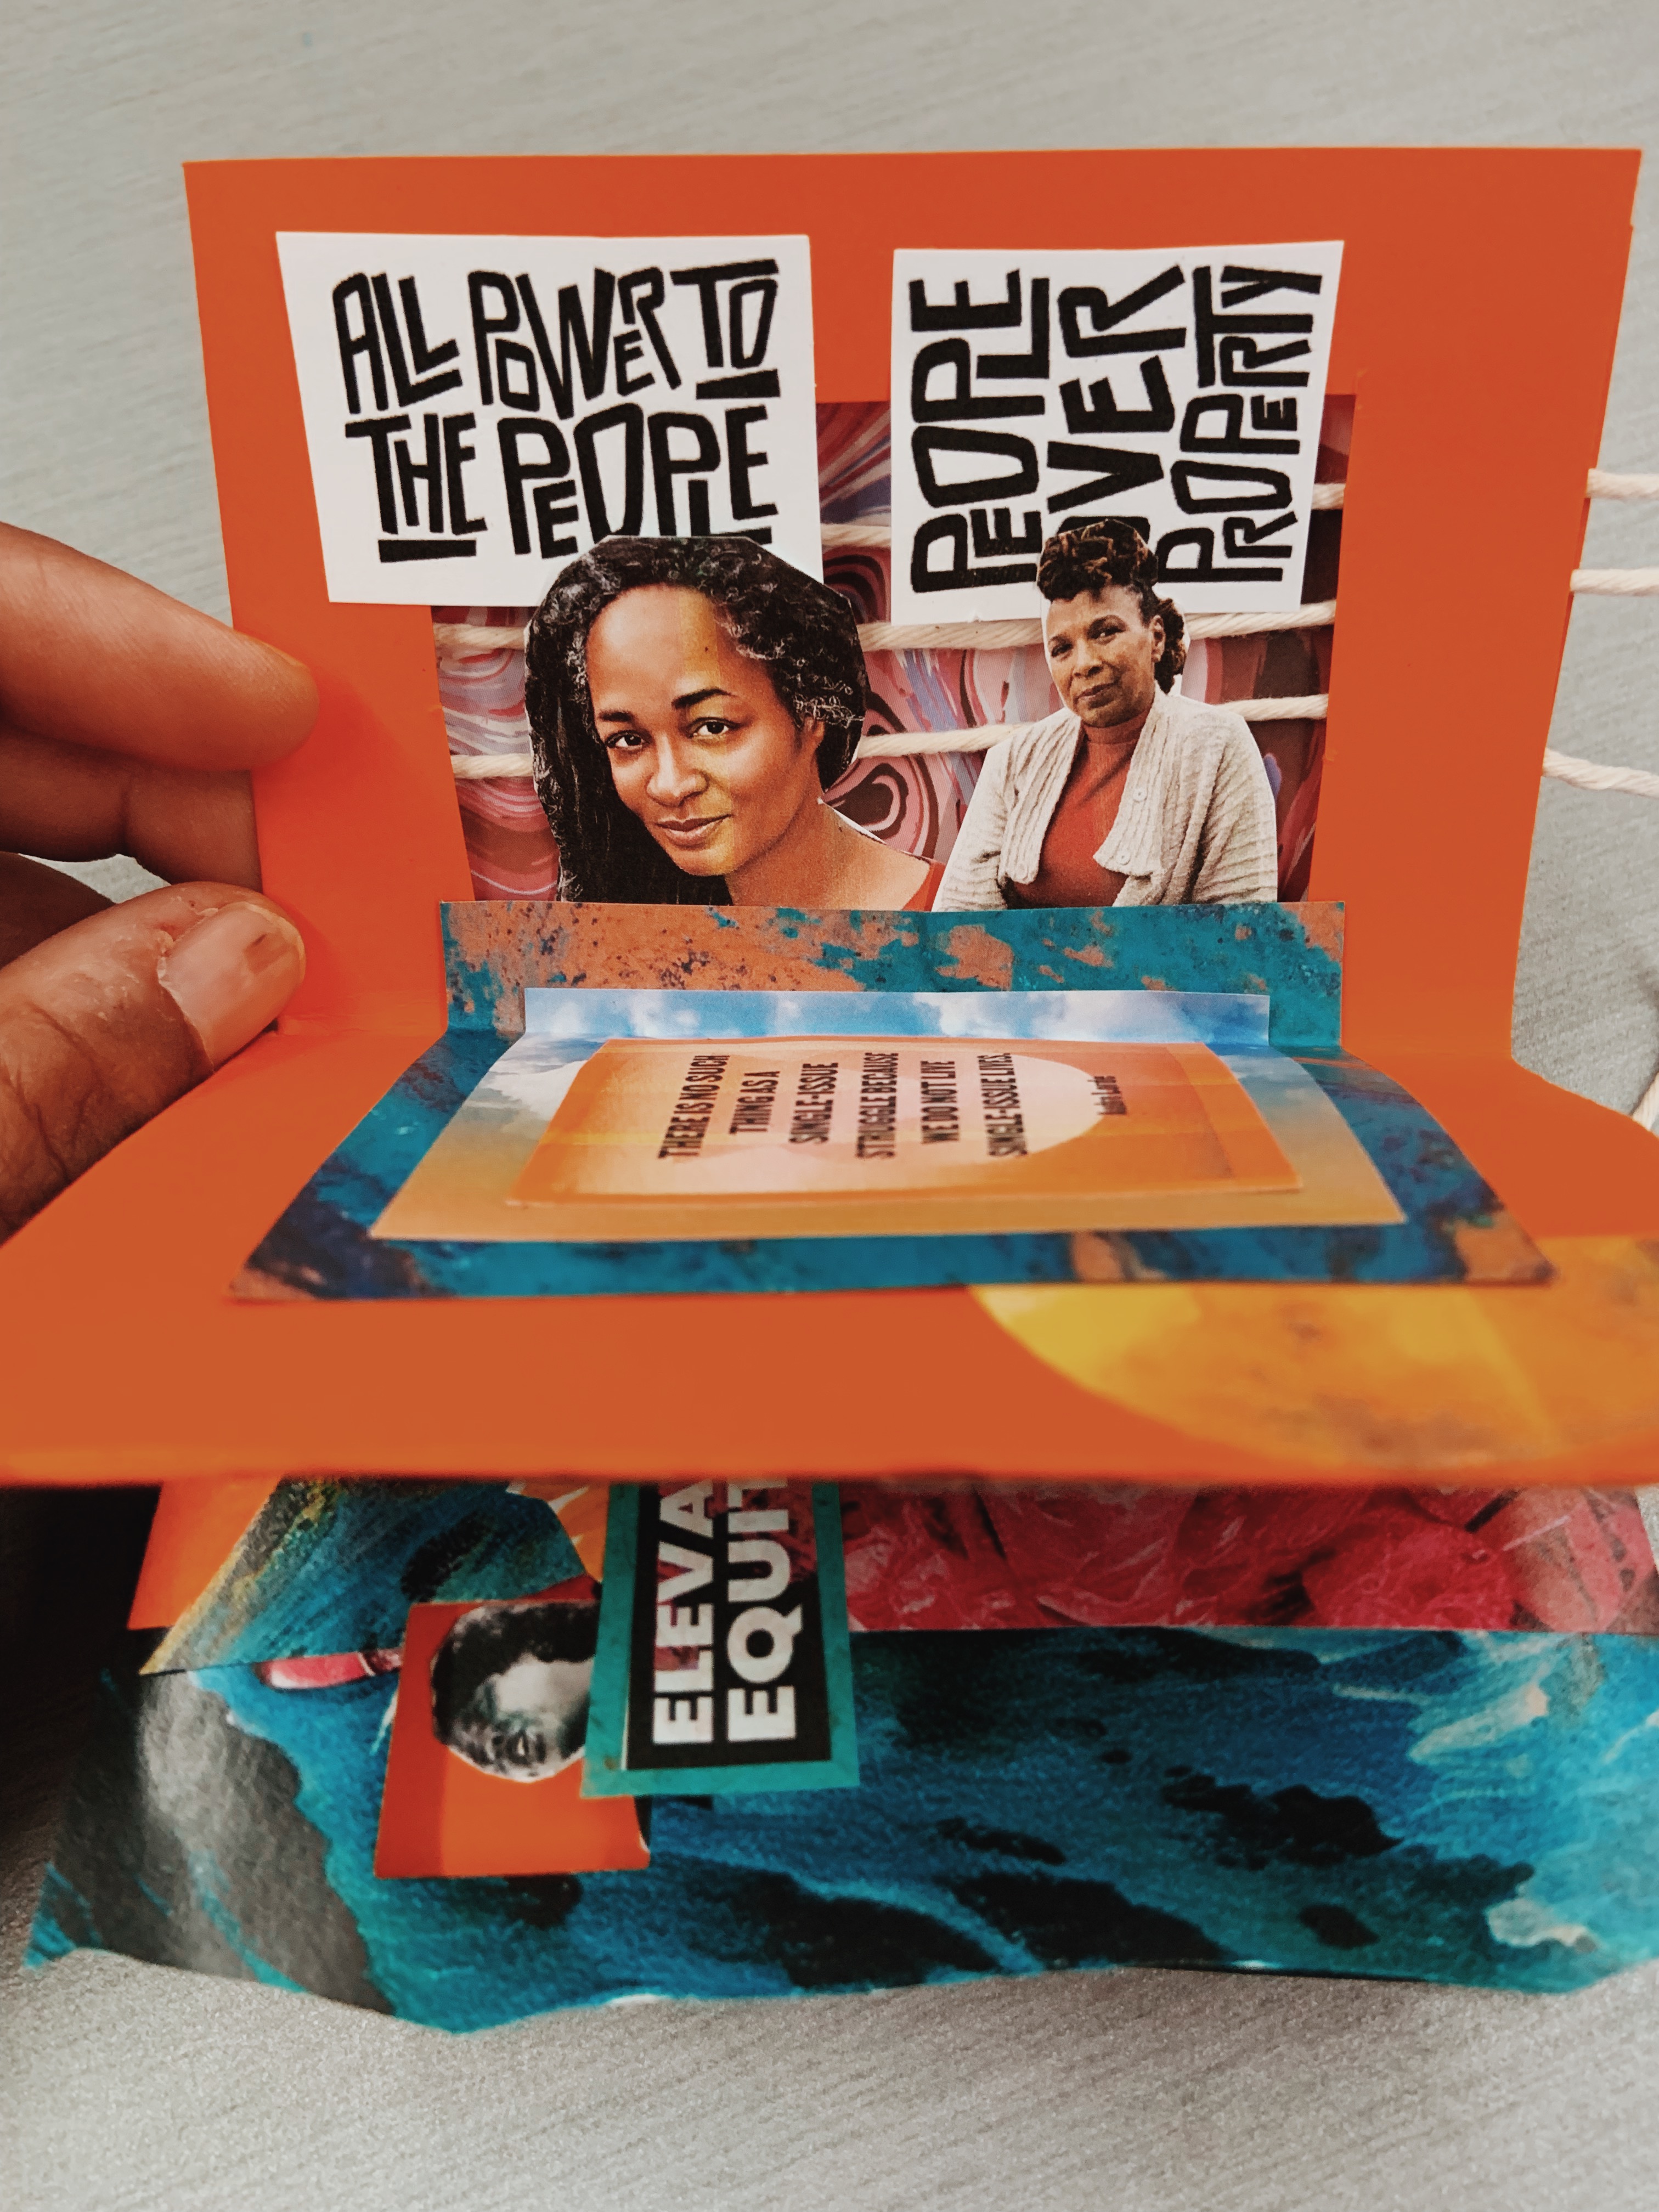 ALL POWER TO
THE PEOPLE
PEOPLE
OVER
PROPERTY
THERE IS NO SUCH
THING AS A
SINGLE-ISSUE
STRUGGLE BECAUSE
WE DO NOT LIVE
SINGLE-ISSUE LIVES.
ELEVA
EQUIT